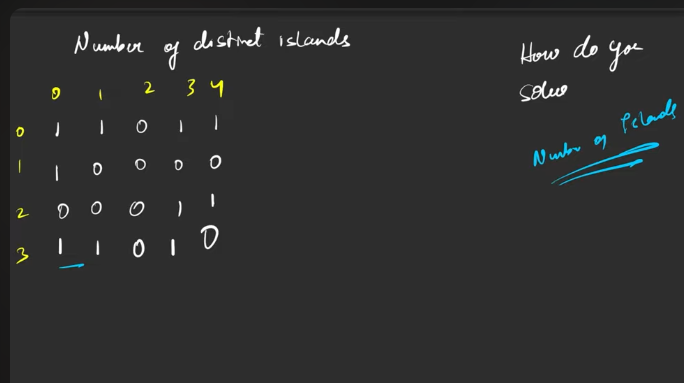 Number of distinct islands
How do you
solve
Number of Islands
0 1 2 3 4
0 1 1 0 1 1
1 1 0 0 0 0
2 0 0 0 1 1
3 1 1 0 1 0